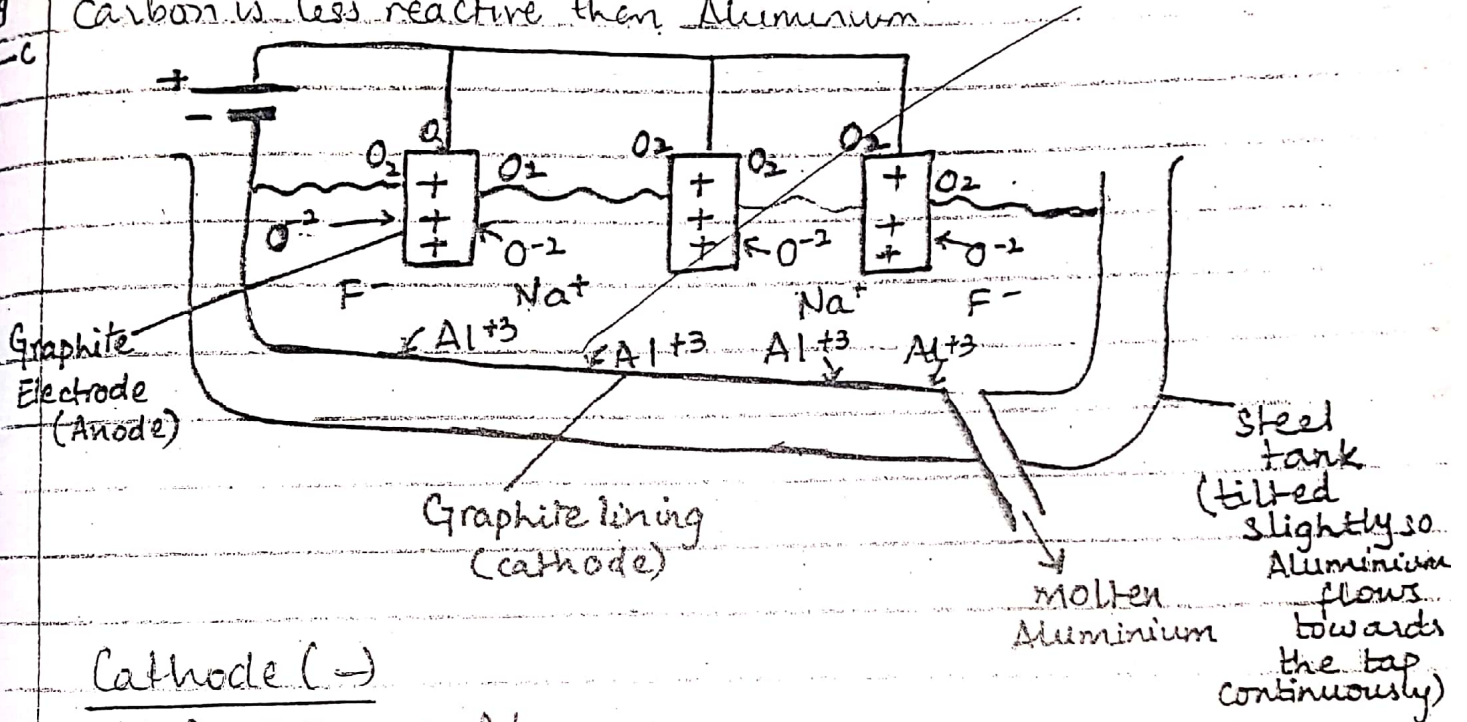 Carbon is less reactive than Aluminium
-C
+
-
O2 O2 O2 O2 O2 O2 O2
+ + +
+ + +
+ + +
O-2 O-2 O-2 O-2
F- Na+ Na+ F-
Al+3 Al+3 Al+3 Al+3
Graphite
Electrode
(Anode)
Graphite lining
(cathode)
molten
Aluminium
Steel
tank
(tilted
slightly so
Aluminium
flows
towards
the tap
continuously)
Cathode (-)